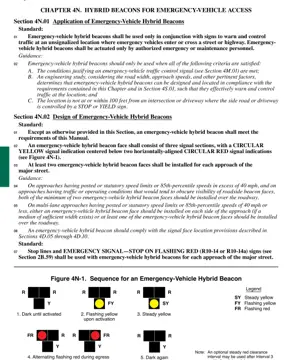 CHAPTER 4N. HYBRID BEACONS FOR EMERGENCY-VEHICLE ACCESS
Section 4N.01 Application of Emergency-Vehicle Hybrid Beacons
Standard:
Emergency-vehicle hybrid beacons shall be used only in conjunction with signs to warn and control
traffic at an unsignalized location where emergency vehicles enter or cross a street or highway. Emergency-
vehicle hybrid beacons shall be actuated only by authorized emergency or maintenance personnel.
Guidance:
Emergency-vehicle hybrid beacons should only be used when all of the following criteria are satisfied:
A. The conditions justifying an emergency-vehicle traffic control signal (see Section 4M.01) are met;
B. An engineering study, considering the road width, approach speeds, and other pertinent factors,
determines that emergency-vehicle hybrid beacons can be designed and located in compliance with the
requirements contained in this Chapter and in Section 4S.01, such that they effectively warn and control
traffic at the location; and
C. The location is not at or within 100 feet from an intersection or driveway where the side road or driveway
is controlled by a STOP or YIELD sign.
Section 4N.02 Design of Emergency-Vehicle Hybrid Beacons
Standard:
Except as otherwise provided in this Section, an emergency-vehicle hybrid beacon shall meet the
requirements of this Manual.
An emergency-vehicle hybrid beacon face shall consist of three signal sections, with a CIRCULAR
YELLOW signal indication centered below two horizontally-aligned CIRCULAR RED signal indications
(see Figure 4N-1).
At least two emergency-vehicle hybrid beacon faces shall be installed for each approach of the
major street.
Guidance:
On approaches having posted or statutory speed limits or 85th-percentile speeds in excess of 40 mph, and on
approaches having traffic or operating conditions that would tend to obscure visibility of roadside beacon faces,
both of the minimum of two emergency-vehicle hybrid beacon faces should be installed over the roadway.
On multi-lane approaches having posted or statutory speed limits or 85th-percentile speeds of 40 mph or
less, either an emergency-vehicle hybrid beacon face should be installed on each side of the approach (if a
median of sufficient width exists) or at least one of the emergency-vehicle hybrid beacon faces should be installed
over the roadway.
An emergency-vehicle hybrid beacon should comply with the signal face location provisions described in
Sections 4D.05 through 4D.10.
Standard:
Stop lines and EMERGENCY SIGNAL—STOP ON FLASHING RED (R10-14 or R10-14a) signs (see
Section 2B.59) shall be used with emergency-vehicle hybrid beacons for each approach of the major street.
Figure 4N-1. Sequence for an Emergency-Vehicle Hybrid Beacon
Legend
SY Steady yellow
FY Flashing yellow
FR Flashing red
R R
Y
R R
FY
R R
SY
1. Dark until activated
2. Flashing yellow
upon activation
3. Steady yellow
FR R
Y
R FR
Y
R R
Y
4. Alternating flashing red during egress
5. Dark again
Note: An optional steady red clearance
interval may be used after Interval 3